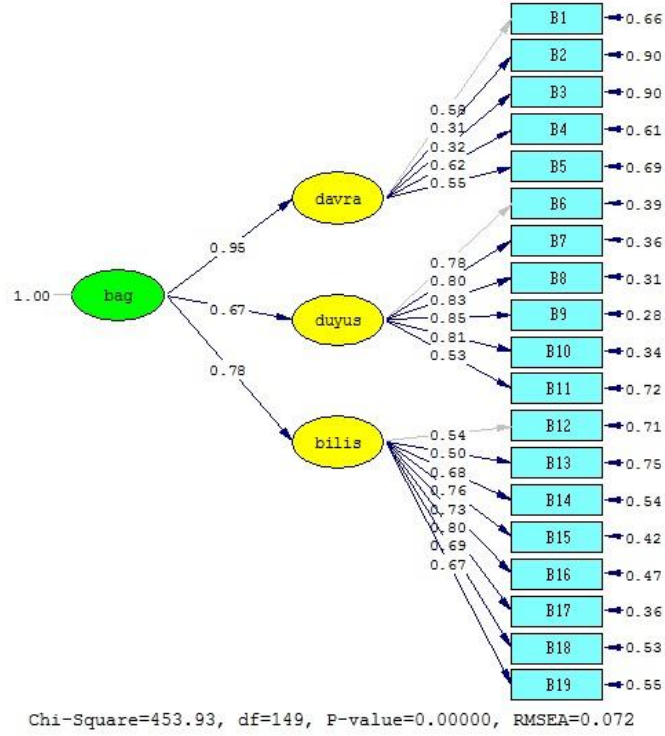 B1 0.66
B2 0.90
B3 0.90
B4 0.61
B5 0.69
B6 0.39
B7 0.36
B8 0.31
B9 0.28
B10 0.34
B11 0.72
B12 0.71
B13 0.75
B14 0.54
B15 0.42
B16 0.47
B17 0.36
B18 0.53
B19 0.55
0.31
0.32
0.62
0.55
davra
0.95
0.78
0.80
0.83
0.85
0.81
0.53
1.00
bag
0.67
duyus
0.78
bilis
0.54
0.50
0.68
0.76
0.73
0.80
0.69
0.67
Chi-Square=453.93, df=149, P-value=0.00000, RMSEA=0.072